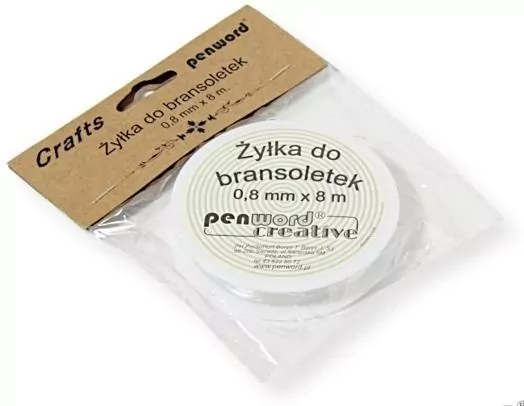 Crafts
penword®
Żyłka do bransoletek
0,8 mm x 8 m.
Żyłka do
bransoletek
0,8 mm x 8 m
penword®
creative
POLAND
www.penword.pl